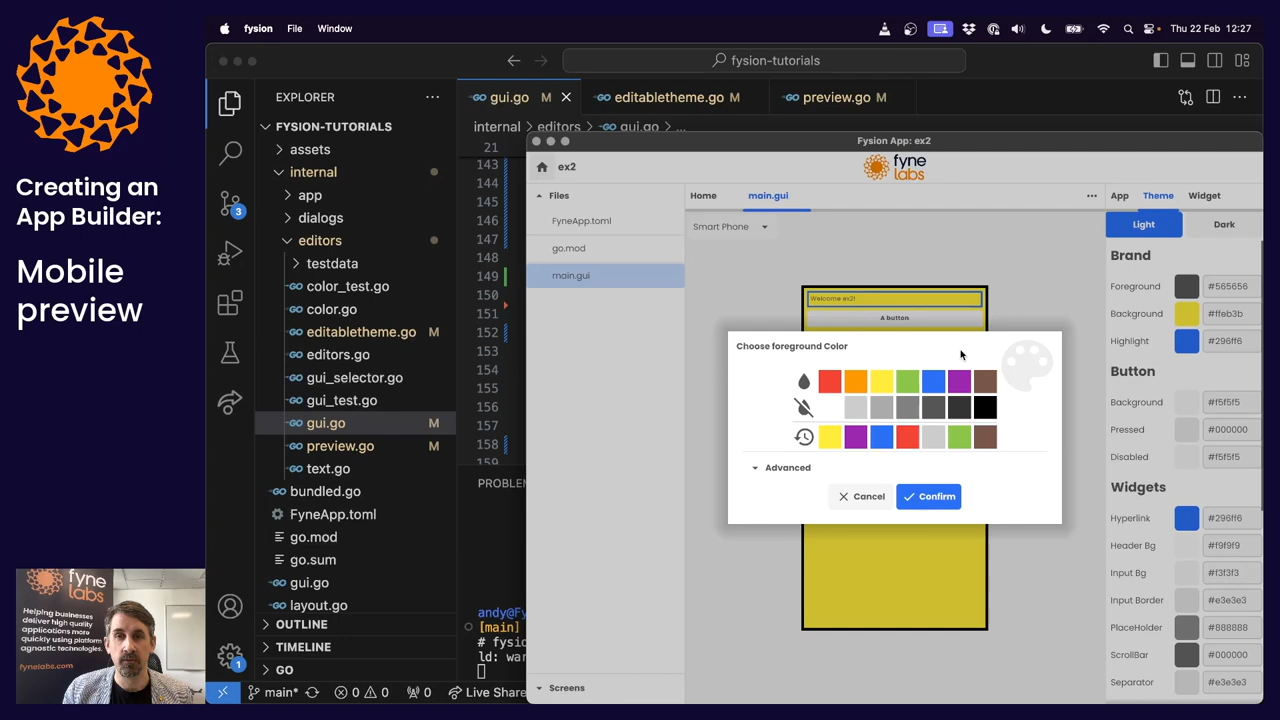 fysion File Window Thu 22 Feb 12:27
fysion-tutorials
Creating an
App Builder:
Mobile
preview
EXPLORER
FYSION-TUTORIALS
assets
internal
app
dialogs
editors
testdata
color_test.go
color.go
editabletheme.go M
editors.go
gui_selector.go
gui_test.go
gui.go M
preview.go M
text.go
bundled.go
FyneApp.toml
go.mod
go.sum
gui.go
layout.go
OUTLINE
TIMELINE
GO
3
1
main* 0 0 0 Live Share
gui.go M editabletheme.go M preview.go M
internal editors gui.go ...
21
143
144
145
146
147
148
149
150
151
152
153
154
155
156
157
158
159
PROBLEMS
andy@Fy
[main]
# fysio
ld: war
Fysion App: ex2
ex2 fyne
labs
Files
FyneApp.toml
go.mod
main.gui
Screens
Home main.gui
Smart Phone
Welcome ex2!
A button
Choose foreground Color
Advanced
Cancel Confirm
App Theme Widget
Light Dark
Brand
Foreground #565656
Background #ffeb3b
Highlight #296ff6
Button
Background #f5f5f5
Pressed #000000
Disabled #f5f5f5
Widgets
Hyperlink #296ff6
Header Bg #f9f9f9
Input Bg #f3f3f3
Input Border #e3e3e3
PlaceHolder #888888
ScrollBar #000000
Separator #e3e3e3
fyne
labs
Helping businesses
deliver high quality
applications more
quickly using platform
agnostic technologies.
fynelabs.com